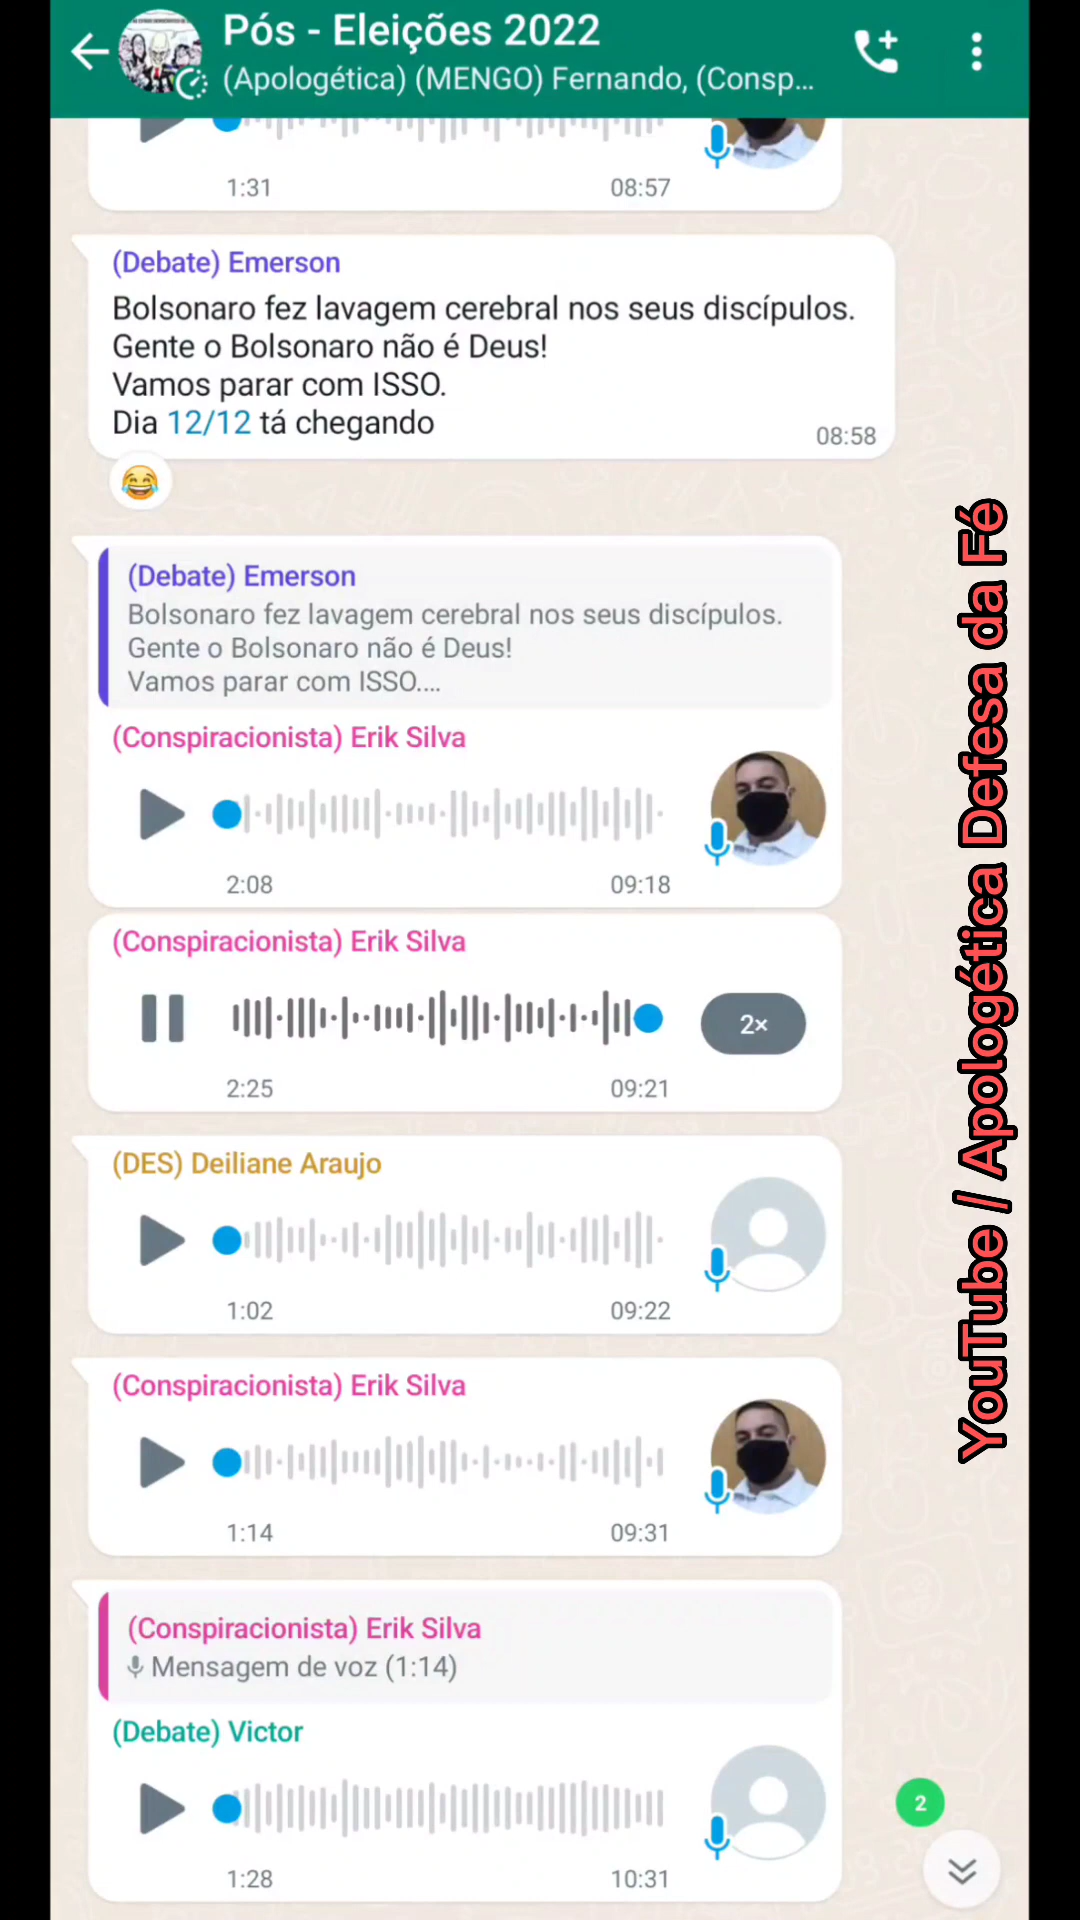 Pós - Eleições 2022
(Apologética) (MENGO) Fernando, (Consp...
1:31
08:57
(Debate) Emerson
Bolsonaro fez lavagem cerebral nos seus discípulos.
Gente o Bolsonaro não é Deus!
Vamos parar com ISSO.
Dia 12/12 tá chegando
08:58
(Debate) Emerson
Bolsonaro fez lavagem cerebral nos seus discípulos.
Gente o Bolsonaro não é Deus!
Vamos parar com ISSO....
(Conspiracionista) Erik Silva
2:08
09:18
(Conspiracionista) Erik Silva
2×
2:25
09:21
(DES) Deiliane Araujo
1:02
09:22
(Conspiracionista) Erik Silva
1:14
09:31
(Conspiracionista) Erik Silva
Mensagem de voz (1:14)
(Debate) Victor
1:28
10:31
2
YouTube / Apologética Defesa da Fé